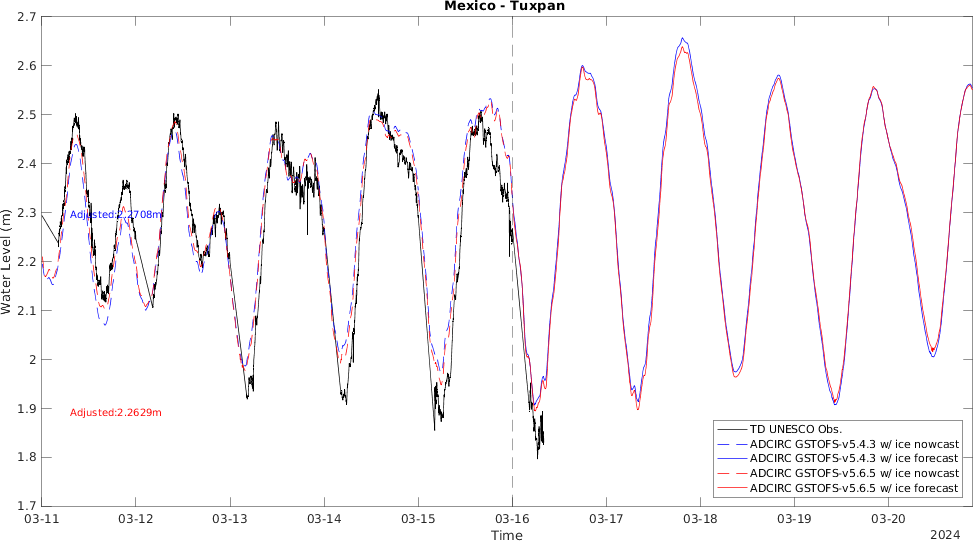 Mexico - Tuxpan
2.7
2.6
2.5
2.4
2.3
2.2
2.1
2
1.9
1.8
1.7
Water Level (m)
Adjusted:2.2708m
Adjusted:2.2629m
TD UNESCO Obs.
ADCIRC GSTOFS-v5.4.3 w/ ice nowcast
ADCIRC GSTOFS-v5.4.3 w/ ice forecast
ADCIRC GSTOFS-v5.6.5 w/ ice nowcast
ADCIRC GSTOFS-v5.6.5 w/ ice forecast
03-11 03-12 03-13 03-14 03-15 03-16 03-17 03-18 03-19 03-20
Time
2024